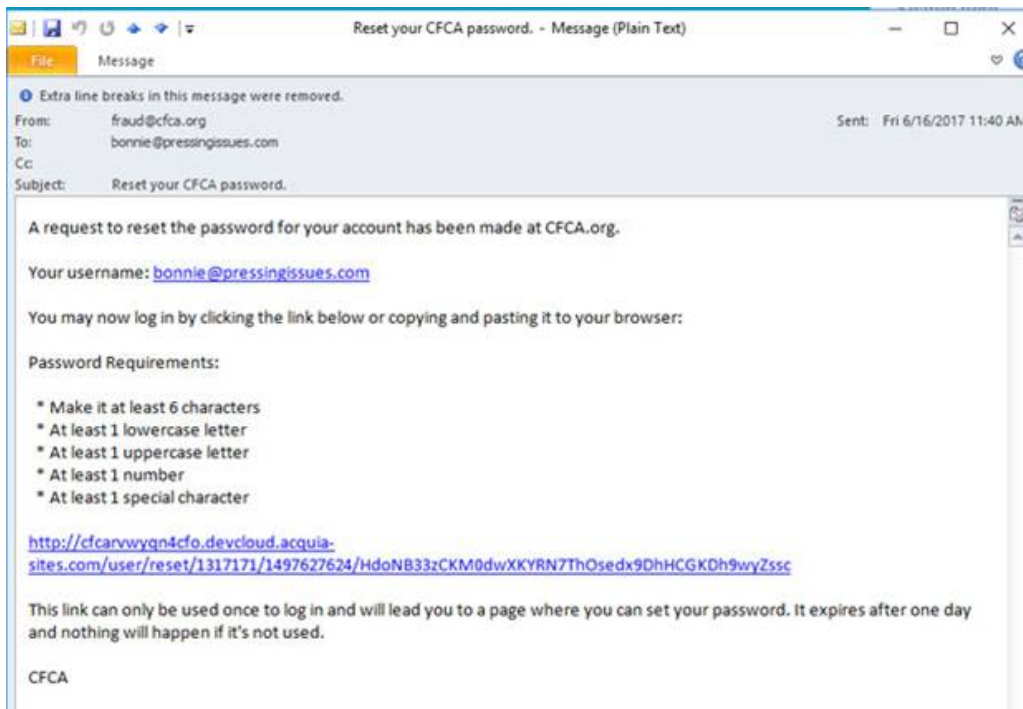 Reset your CFCA password. - Message (Plain Text)
File Message
Extra line breaks in this message were removed.
From: fraud@cfca.org Sent: Fri 6/16/2017 11:40 AM
To: bonnie@pressingissues.com
Cc:
Subject: Reset your CFCA password.
A request to reset the password for your account has been made at CFCA.org.
Your username: bonnie@pressingissues.com
You may now log in by clicking the link below or copying and pasting it to your browser:
Password Requirements:
* Make it at least 6 characters
* At least 1 lowercase letter
* At least 1 uppercase letter
* At least 1 number
* At least 1 special character
http://cfcarvwyqn4cfo.devcloud.acquia-
sites.com/user/reset/1317171/1497627624/HdoNB33zCKM0dwXKYRN7ThOsedx9DhHCGKDh9wyZssc
This link can only be used once to log in and will lead you to a page where you can set your password. It expires after one day
and nothing will happen if it's not used.
CFCA